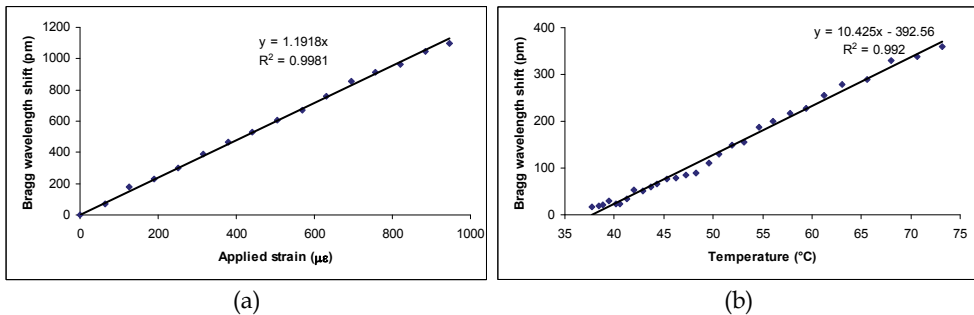 1200
1000
800
600
400
200
0
Bragg wavelength shift (pm)
y = 1.1918x
R² = 0.9981
0 200 400 600 800 1000
Applied strain (µε)
(a)
400
300
200
100
0
Bragg wavelength shift (pm)
y = 10.425x - 392.56
R² = 0.992
35 40 45 50 55 60 65 70 75
Temperature (°C)
(b)